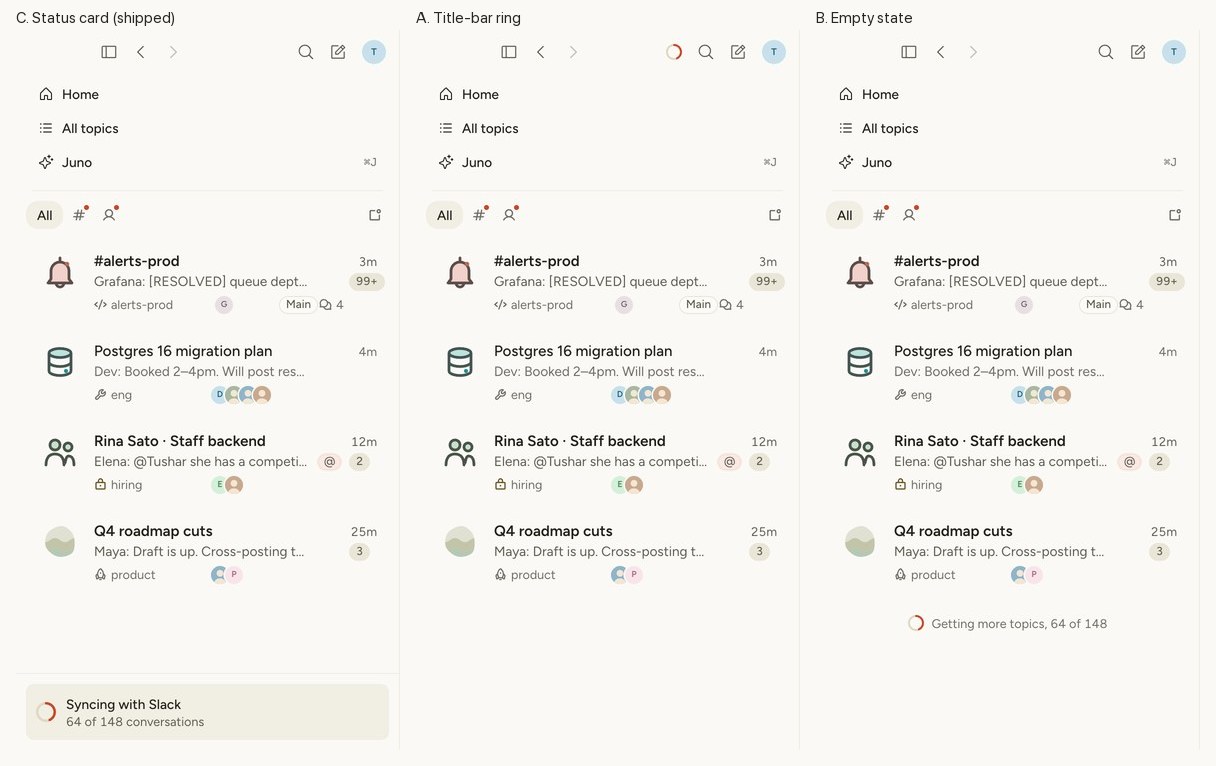 C. Status card (shipped)
T
Home
All topics
Juno
⌘J
All
#alerts-prod
3m
Grafana: [RESOLVED] queue dept...
99+
alerts-prod
G
Main
4
Postgres 16 migration plan
4m
Dev: Booked 2–4pm. Will post res...
eng
D
Rina Sato · Staff backend
12m
Elena: @Tushar she has a competi...
@
2
hiring
E
Q4 roadmap cuts
25m
Maya: Draft is up. Cross-posting t...
3
product
P
Syncing with Slack
64 of 148 conversations
A. Title-bar ring
T
Home
All topics
Juno
⌘J
All
#alerts-prod
3m
Grafana: [RESOLVED] queue dept...
99+
alerts-prod
G
Main
4
Postgres 16 migration plan
4m
Dev: Booked 2–4pm. Will post res...
eng
D
Rina Sato · Staff backend
12m
Elena: @Tushar she has a competi...
@
2
hiring
E
Q4 roadmap cuts
25m
Maya: Draft is up. Cross-posting t...
3
product
P
B. Empty state
T
Home
All topics
Juno
⌘J
All
#alerts-prod
3m
Grafana: [RESOLVED] queue dept...
99+
alerts-prod
G
Main
4
Postgres 16 migration plan
4m
Dev: Booked 2–4pm. Will post res...
eng
D
Rina Sato · Staff backend
12m
Elena: @Tushar she has a competi...
@
2
hiring
E
Q4 roadmap cuts
25m
Maya: Draft is up. Cross-posting t...
3
product
P
Getting more topics, 64 of 148